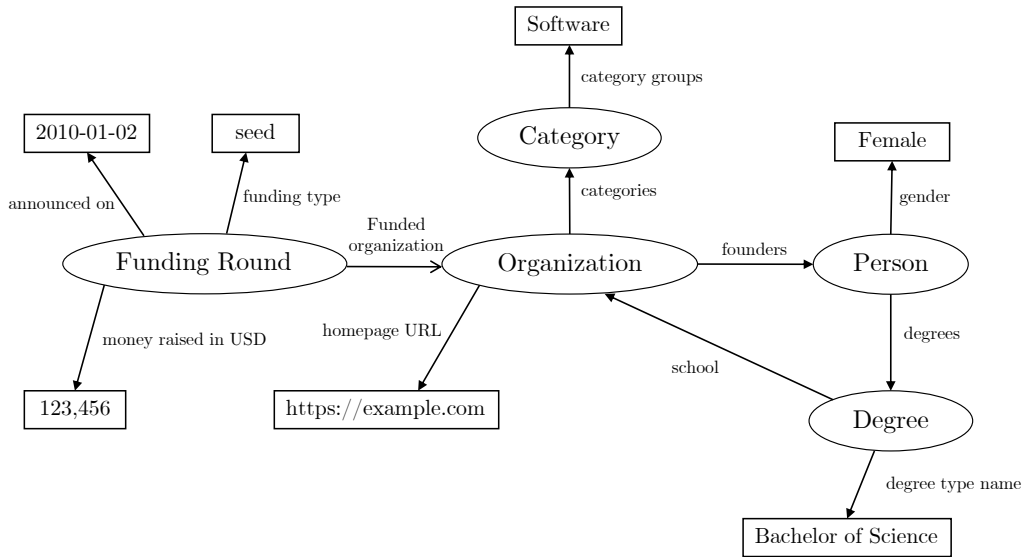 Software
category groups
Category
2010-01-02
seed
Female
announced on
funding type
categories
gender
Funded
organization
Funding Round
Organization
founders
Person
money raised in USD
homepage URL
school
degrees
123,456
https://example.com
Degree
degree type name
Bachelor of Science